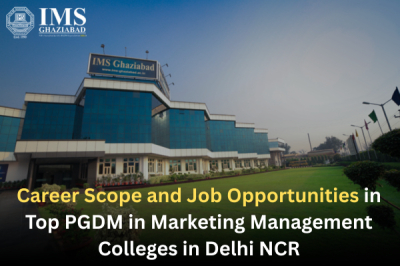 IMS
GHAZIABAD
IMS Ghaziabad
Career Scope and Job Opportunities in
Top PGDM in Marketing Management
Colleges in Delhi NCR